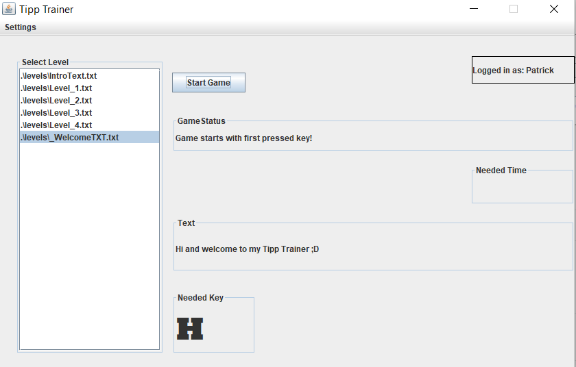 Tipp Trainer
Settings
Select Level
.\levels\IntroText.txt
.\levels\Level_1.txt
.\levels\Level_2.txt
.\levels\Level_3.txt
.\levels\Level_4.txt
.\levels\_WelcomeTXT.txt
Start Game
Logged in as: Patrick
GameStatus
Game starts with first pressed key!
Needed Time
Text
Hi and welcome to my Tipp Trainer ;D
Needed Key
H